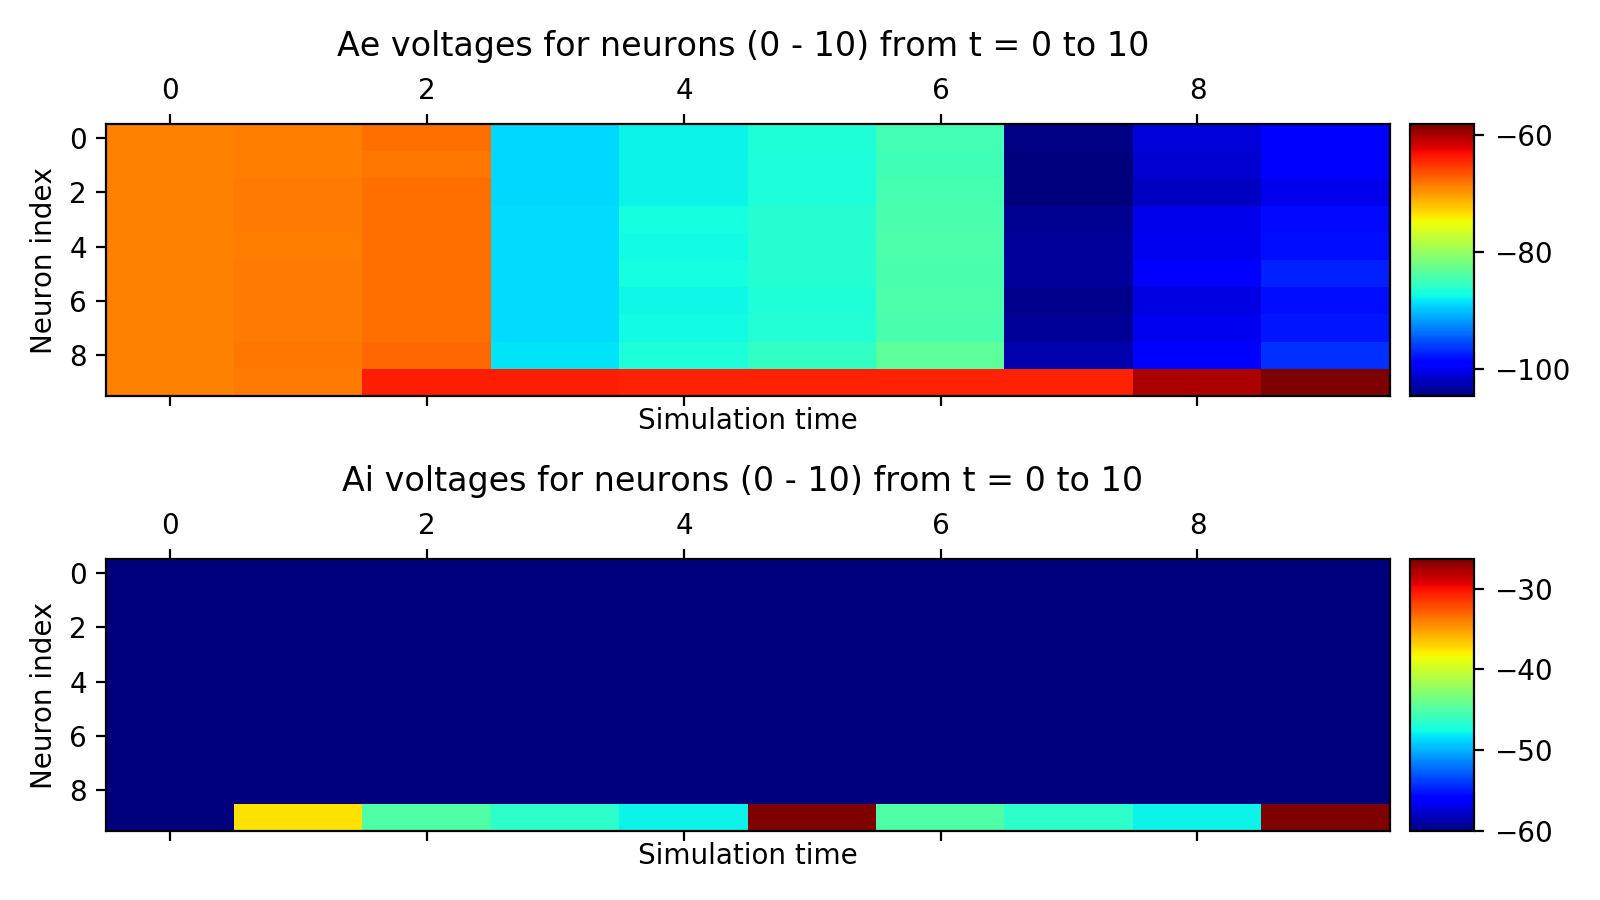 Ae voltages for neurons (0 - 10) from t = 0 to 10
0 2 4 6 8
Neuron index
0
2
4
6
8
−60
−80
−100
Simulation time
Ai voltages for neurons (0 - 10) from t = 0 to 10
0 2 4 6 8
Neuron index
0
2
4
6
8
−30
−40
−50
−60
Simulation time